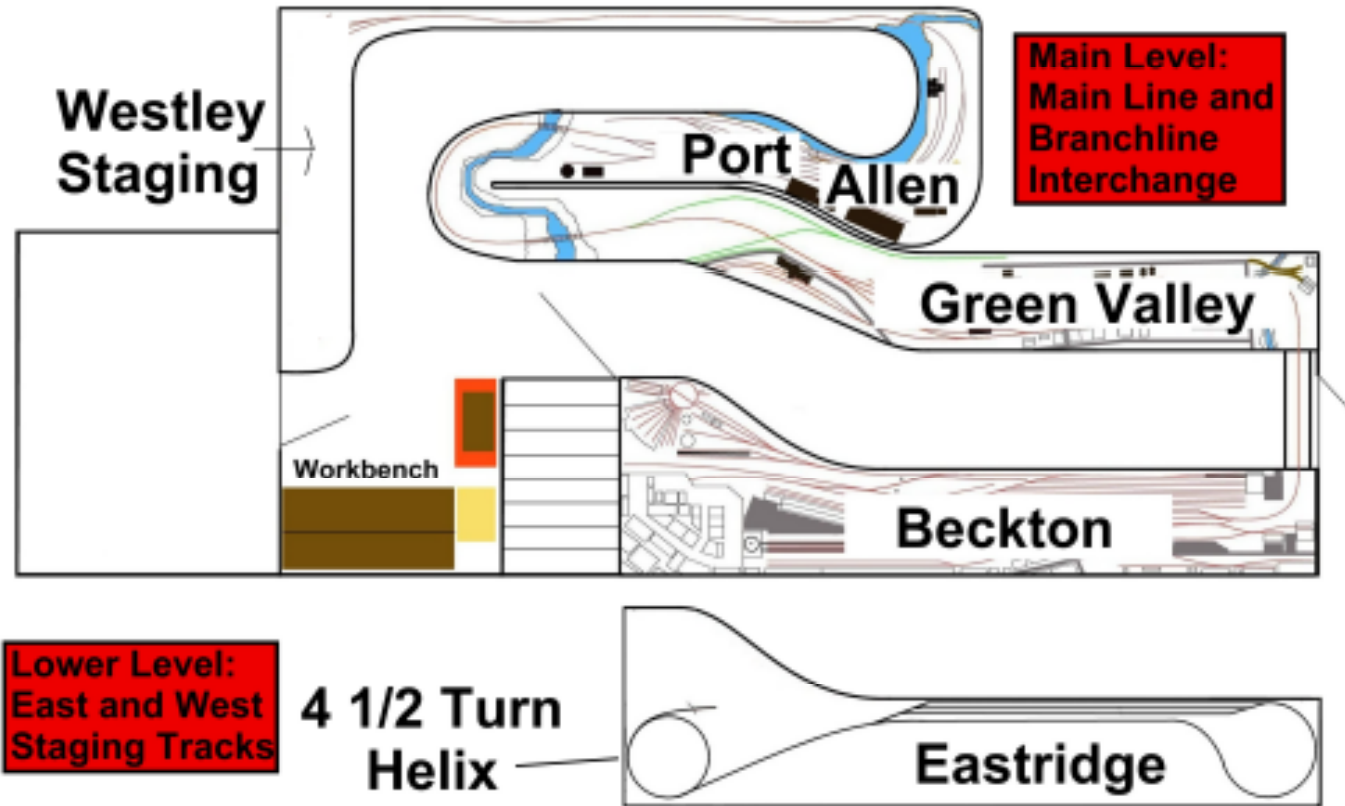 Westley
Staging
Port
Allen
Main Level:
Main Line and
Branchline
Interchange
Green Valley
Workbench
Beckton
Lower Level:
East and West
Staging Tracks
4 1/2 Turn
Helix
Eastridge